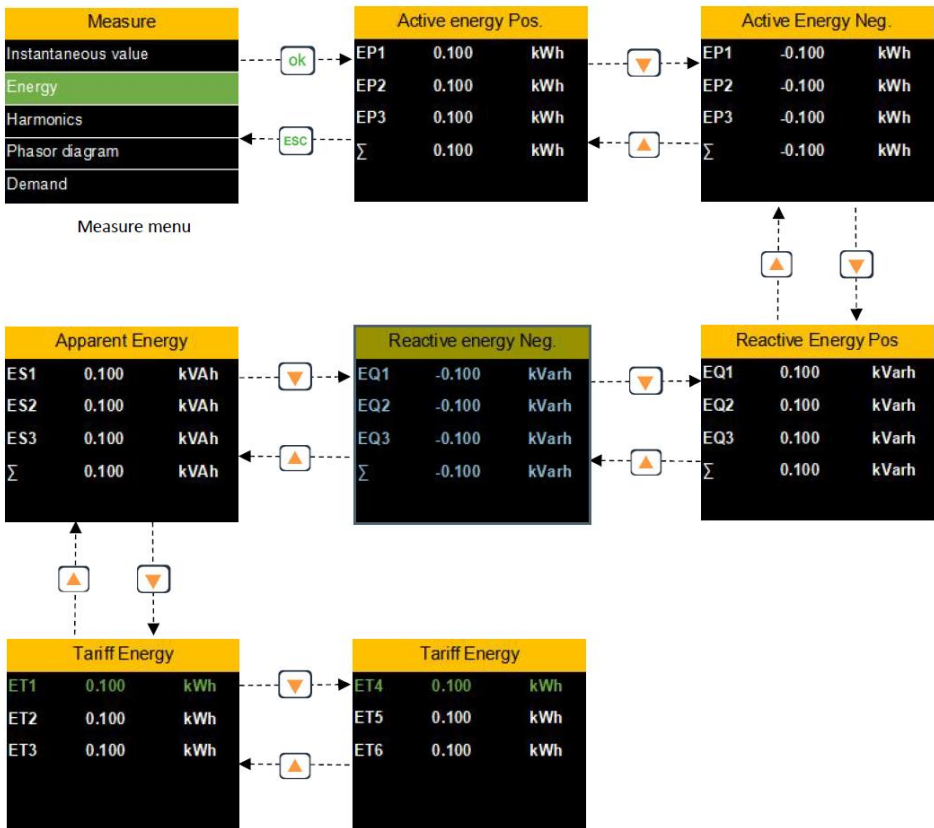 Measure
Instantaneous value
Energy
Harmonics
Phasor diagram
Demand
Measure menu
ok
ESC
Active energy Pos.
EP1 0.100 kWh
EP2 0.100 kWh
EP3 0.100 kWh
∑ 0.100 kWh
Active Energy Neg.
EP1 -0.100 kWh
EP2 -0.100 kWh
EP3 -0.100 kWh
∑ -0.100 kWh
Apparent Energy
ES1 0.100 kVAh
ES2 0.100 kVAh
ES3 0.100 kVAh
∑ 0.100 kVAh
Reactive energy Neg.
EQ1 -0.100 kVarh
EQ2 -0.100 kVarh
EQ3 -0.100 kVarh
∑ -0.100 kVarh
Reactive Energy Pos
EQ1 0.100 kVarh
EQ2 0.100 kVarh
EQ3 0.100 kVarh
∑ 0.100 kVarh
Tariff Energy
ET1 0.100 kWh
ET2 0.100 kWh
ET3 0.100 kWh
Tariff Energy
ET4 0.100 kWh
ET5 0.100 kWh
ET6 0.100 kWh